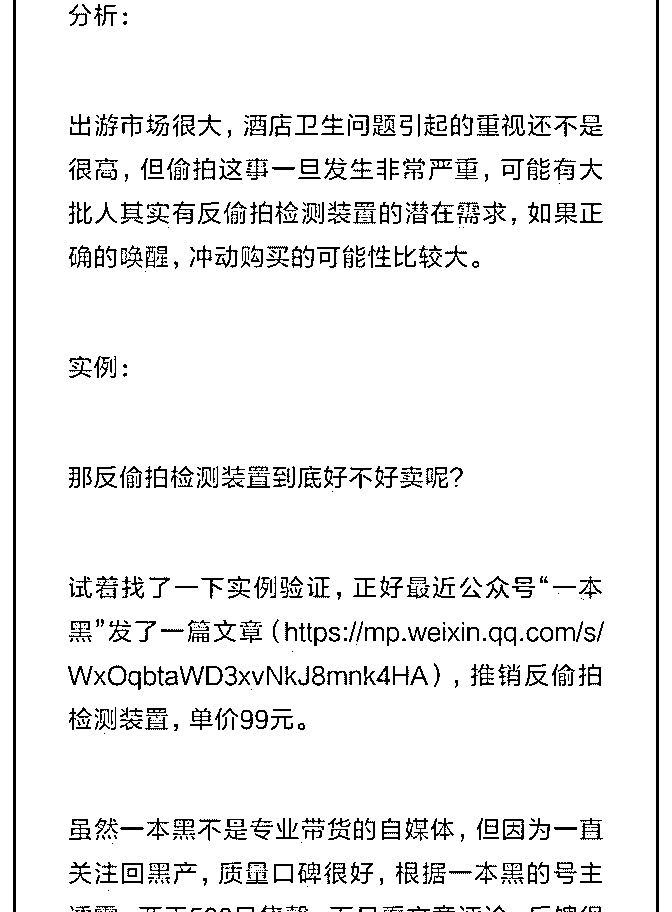 分析：
出游市场很大，酒店卫生问题引起的重视还不是
很高，但偷拍这事一旦发生非常严重，可能有大
批人其实有反偷拍检测装置的潜在需求，如果正
确的唤醒，冲动购买的可能性比较大。
实例：
那反偷拍检测装置到底好不好卖呢？
试着找了一下实例验证，正好最近公众号“一本
黑”发了一篇文章（https://mp.weixin.qq.com/s/
WxOqbtaWD3xvNkJ8mnk4HA），推销反偷拍
检测装置，单价99元。
虽然一本黑不是专业带货的自媒体，但因为一直
关注回黑产，质量口碑很好，根据一本黑的号主